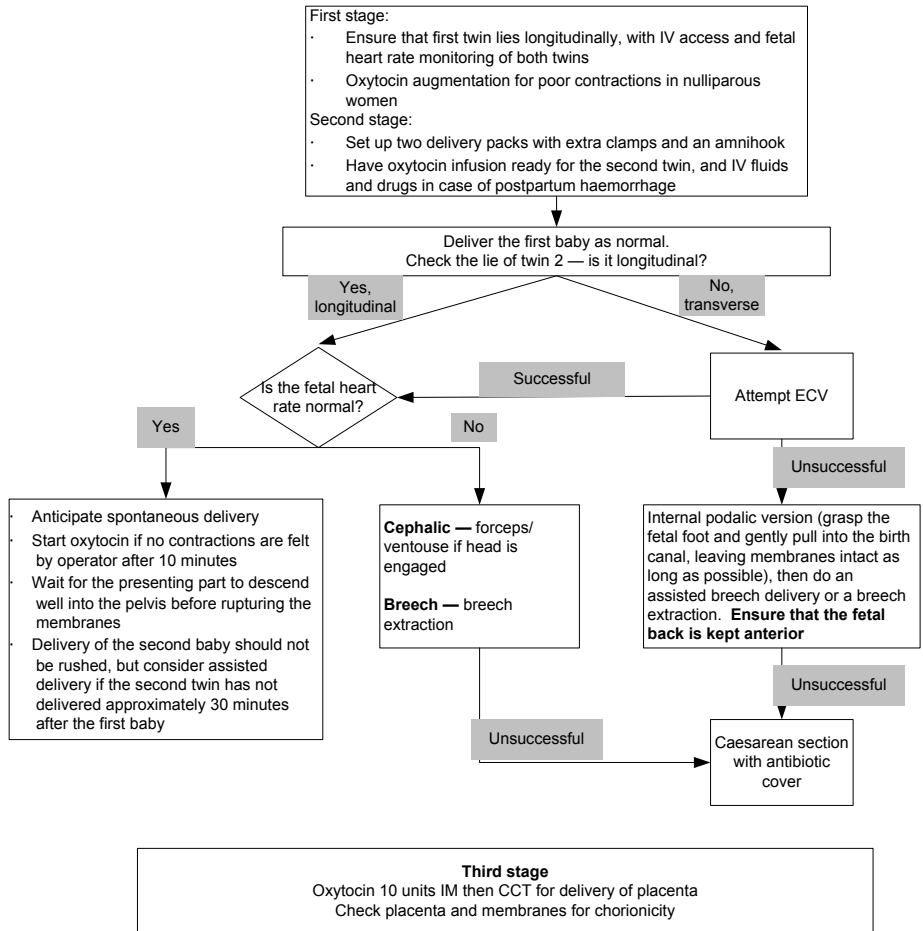 First stage:
· Ensure that first twin lies longitudinally, with IV access and fetal
heart rate monitoring of both twins
· Oxytocin augmentation for poor contractions in nulliparous
women
Second stage:
· Set up two delivery packs with extra clamps and an amnihook
· Have oxytocin infusion ready for the second twin, and IV fluids
and drugs in case of postpartum haemorrhage
Deliver the first baby as normal.
Check the lie of twin 2 — is it longitudinal?
Yes,
longitudinal
No,
transverse
Is the fetal heart
rate normal?
Successful
Attempt ECV
Yes
No
Unsuccessful
· Anticipate spontaneous delivery
· Start oxytocin if no contractions are felt
by operator after 10 minutes
· Wait for the presenting part to descend
well into the pelvis before rupturing the
membranes
· Delivery of the second baby should not
be rushed, but consider assisted
delivery if the second twin has not
delivered approximately 30 minutes
after the first baby
Cephalic — forceps/
ventouse if head is
engaged
Breech — breech
extraction
Internal podalic version (grasp the
fetal foot and gently pull into the birth
canal, leaving membranes intact as
long as possible), then do an
assisted breech delivery or a breech
extraction. Ensure that the fetal
back is kept anterior
Unsuccessful
Unsuccessful
Caesarean section
with antibiotic
cover
Third stage
Oxytocin 10 units IM then CCT for delivery of placenta
Check placenta and membranes for chorionicity